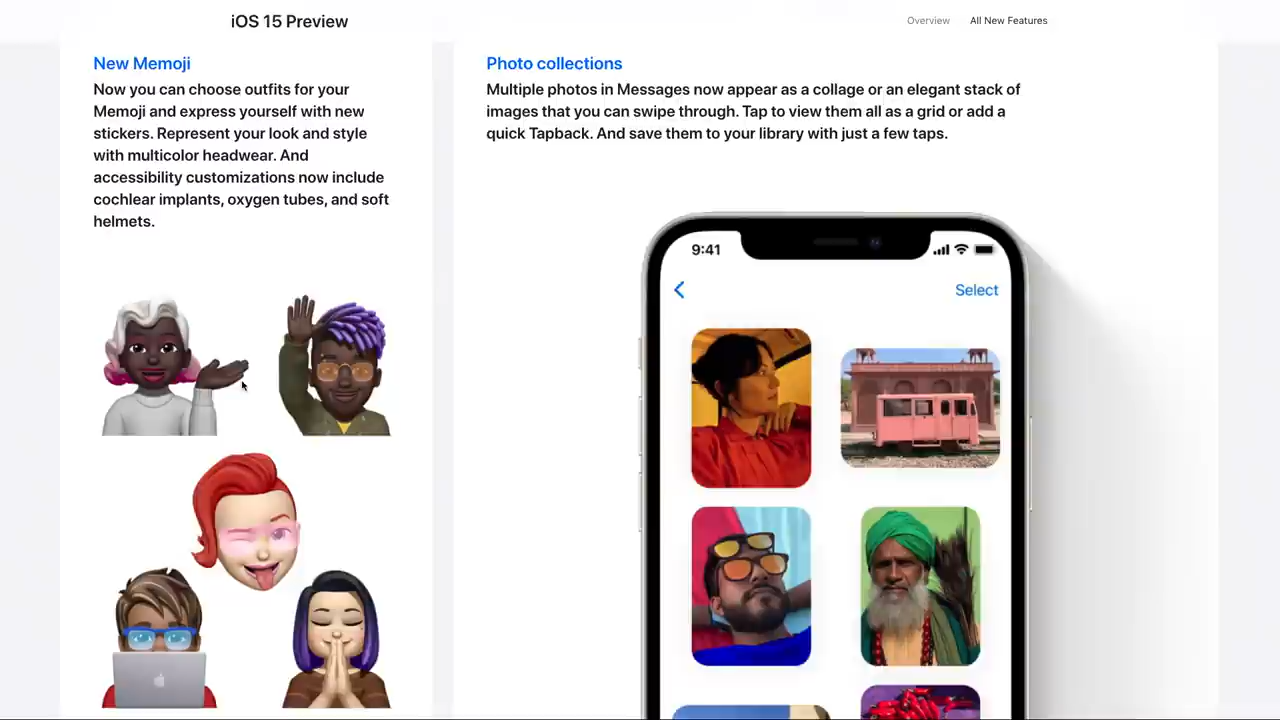 iOS 15 Preview
Overview
All New Features
New Memoji
Now you can choose outfits for your
Memoji and express yourself with new
stickers. Represent your look and style
with multicolor headwear. And
accessibility customizations now include
cochlear implants, oxygen tubes, and soft
helmets.
Photo collections
Multiple photos in Messages now appear as a collage or an elegant stack of
images that you can swipe through. Tap to view them all as a grid or add a
quick Tapback. And save them to your library with just a few taps.
9:41
Select